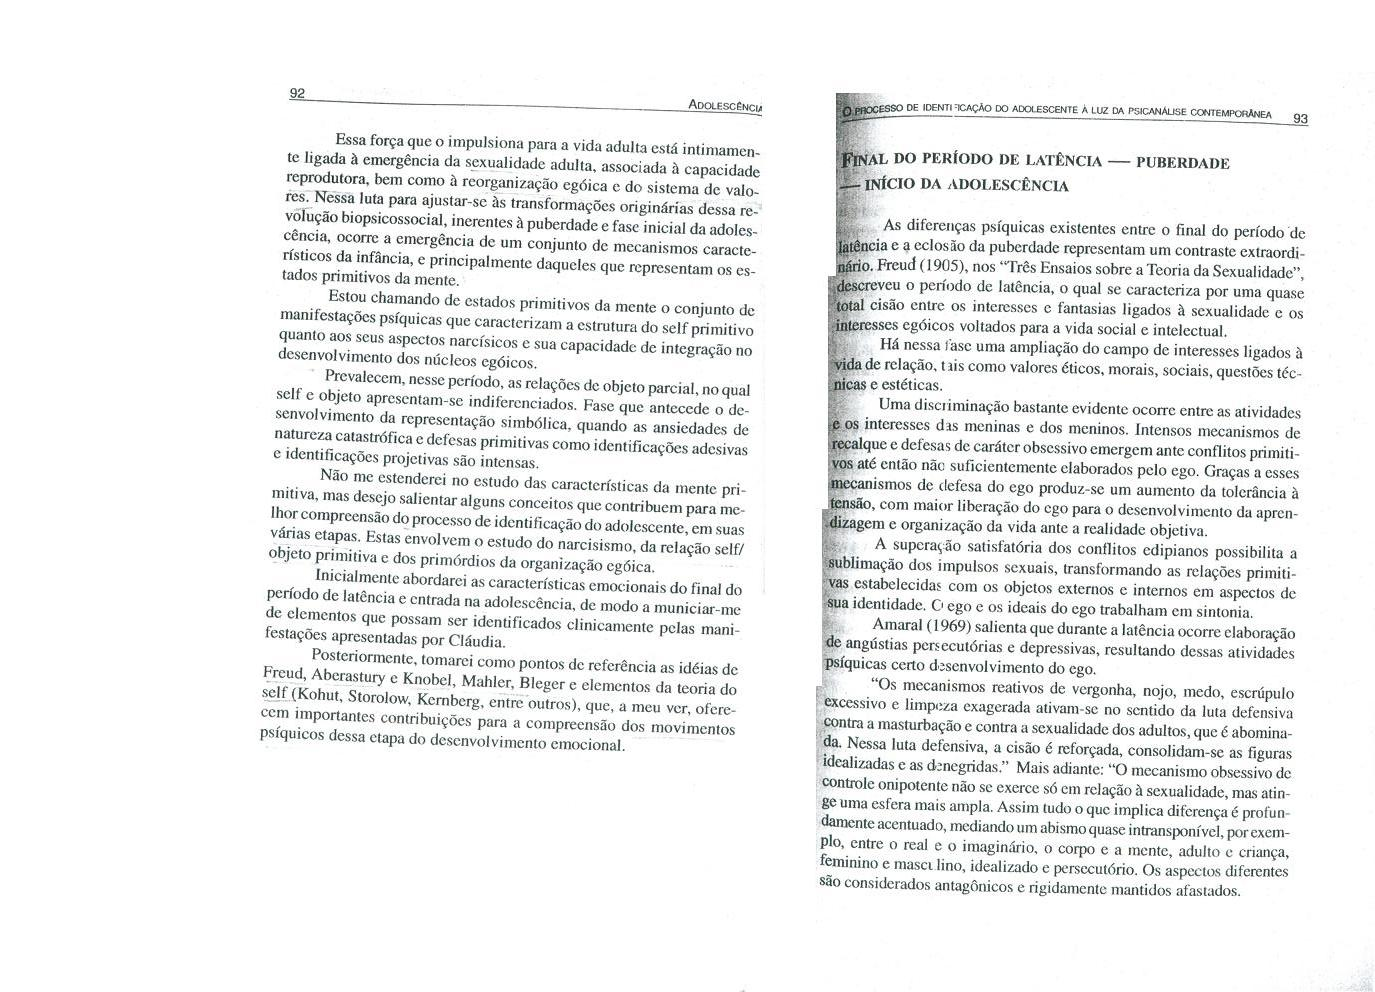 92
ADOLESCÊNCIA
Essa força que o impulsiona para a vida adulta está intimamen-
te ligada à emergência da sexualidade adulta, associada à capacidade
reprodutora, bem como à reorganização egóica e do sistema de valo-
res. Nessa luta para ajustar-se às transformações originárias dessa re-
volução biopsicossocial, inerentes à puberdade e fase inicial da adoles-
cência, ocorre a emergência de um conjunto de mecanismos caracte-
rísticos da infância, e principalmente daqueles que representam os es-
tados primitivos da mente.
Estou chamando de estados primitivos da mente o conjunto de
manifestações psíquicas que caracterizam a estrutura do self primitivo
quanto aos seus aspectos narcísicos e sua capacidade de integração no
desenvolvimento dos núcleos egóicos.
Prevalecem, nesse período, as relações de objeto parcial, no qual
self e objeto apresentam-se indiferenciados. Fase que antecede o de-
senvolvimento da representação simbólica, quando as ansiedades de
natureza catastrófica e defesas primitivas como identificações adesivas
e identificações projetivas são intensas.
Não me estenderei no estudo das características da mente pri-
mitiva, mas desejo salientar alguns conceitos que contribuem para me-
lhor compreensão do processo de identificação do adolescente, em suas
várias etapas. Estas envolvem o estudo do narcisismo, da relação self/
objeto primitiva e dos primórdios da organização egóica.
Inicialmente abordarei as características emocionais do final do
período de latência e entrada na adolescência, de modo a municiar-me
de elementos que possam ser identificados clinicamente pelas mani-
festações apresentadas por Cláudia.
Posteriormente, tomarei como pontos de referência as idéias de
Freud, Aberastury e Knobel, Mahler, Bleger e elementos da teoria do
self (Kohut, Storolow, Kernberg, entre outros), que, a meu ver, ofere-
cem importantes contribuições para a compreensão dos movimentos
psíquicos dessa etapa do desenvolvimento emocional.
O PROCESSO DE IDENTIFICAÇÃO DO ADOLESCENTE À LUZ DA PSICANÁLISE CONTEMPORÂNEA 93
FINAL DO PERÍODO DE LATÊNCIA — PUBERDADE
— INÍCIO DA ADOLESCÊNCIA
As diferenças psíquicas existentes entre o final do período de
latência e a eclosão da puberdade representam um contraste extraordi-
nário. Freud (1905), nos “Três Ensaios sobre a Teoria da Sexualidade”,
descreveu o período de latência, o qual se caracteriza por uma quase
total cisão entre os interesses e fantasias ligados à sexualidade e os
interesses egóicos voltados para a vida social e intelectual.
Há nessa fase uma ampliação do campo de interesses ligados à
vida de relação, tais como valores éticos, morais, sociais, questões téc-
nicas e estéticas.
Uma discriminação bastante evidente ocorre entre as atividades
e os interesses das meninas e dos meninos. Intensos mecanismos de
recalque e defesas de caráter obsessivo emergem ante conflitos primiti-
vos até então não suficientemente elaborados pelo ego. Graças a esses
mecanismos de defesa do ego produz-se um aumento da tolerância à
tensão, com maior liberação do ego para o desenvolvimento da apren-
dizagem e organização da vida ante a realidade objetiva.
A superação satisfatória dos conflitos edipianos possibilita a
sublimação dos impulsos sexuais, transformando as relações primiti-
vas estabelecidas com os objetos externos e internos em aspectos de
sua identidade. O ego e os ideais do ego trabalham em sintonia.
Amaral (1969) salienta que durante a latência ocorre elaboração
de angústias persecutórias e depressivas, resultando dessas atividades
psíquicas certo desenvolvimento do ego.
“Os mecanismos reativos de vergonha, nojo, medo, escrúpulo
excessivo e limpeza exagerada ativam-se no sentido da luta defensiva
contra a masturbação e contra a sexualidade dos adultos, que é abomina-
da. Nessa luta defensiva, a cisão é reforçada, consolidam-se as figuras
idealizadas e as denegridas.” Mais adiante: “O mecanismo obsessivo de
controle onipotente não se exerce só em relação à sexualidade, mas atin-
ge uma esfera mais ampla. Assim tudo o que implica diferença é profun-
damente acentuado, mediando um abismo quase intransponível, por exem-
plo, entre o real e o imaginário, o corpo e a mente, adulto e criança,
feminino e masculino, idealizado e persecutório. Os aspectos diferentes
são considerados antagônicos e rigidamente mantidos afastados.